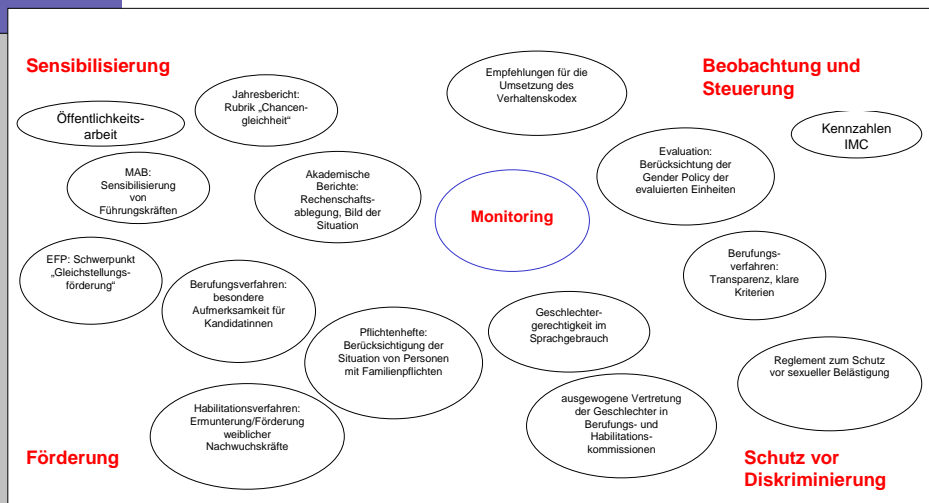 Sensibilisierung
Beobachtung und
Steuerung
Öffentlichkeits-
arbeit
Jahresbericht:
Rubrik „Chancen-
gleichheit“
Empfehlungen für die
Umsetzung des
Verhaltenskodex
Kennzahlen
IMC
MAB:
Sensibilisierung
von
Führungskräften
Akademische
Berichte:
Rechenschafts-
ablegung, Bild der
Situation
Monitoring
Evaluation:
Berücksichtung der
Gender Policy der
evaluierten Einheiten
EFP: Schwerpunkt
„Gleichstellungs-
förderung“
Berufungsverfahren:
besondere
Aufmerksamkeit für
Kandidatinnen
Berufungs-
verfahren:
Transparenz, klare
Kriterien
Pflichtenhefte:
Berücksichtigung der
Situation von Personen
mit Familienpflichten
Geschlechter-
gerechtigkeit im
Sprachgebrauch
Reglement zum Schutz
vor sexueller Belästigung
Habilitationsverfahren:
Ermunterung/Förderung
weiblicher
Nachwuchskräfte
ausgewogene Vertretung
der Geschlechter in
Berufungs- und
Habilitations-
kommissionen
Förderung
Schutz vor
Diskriminierung